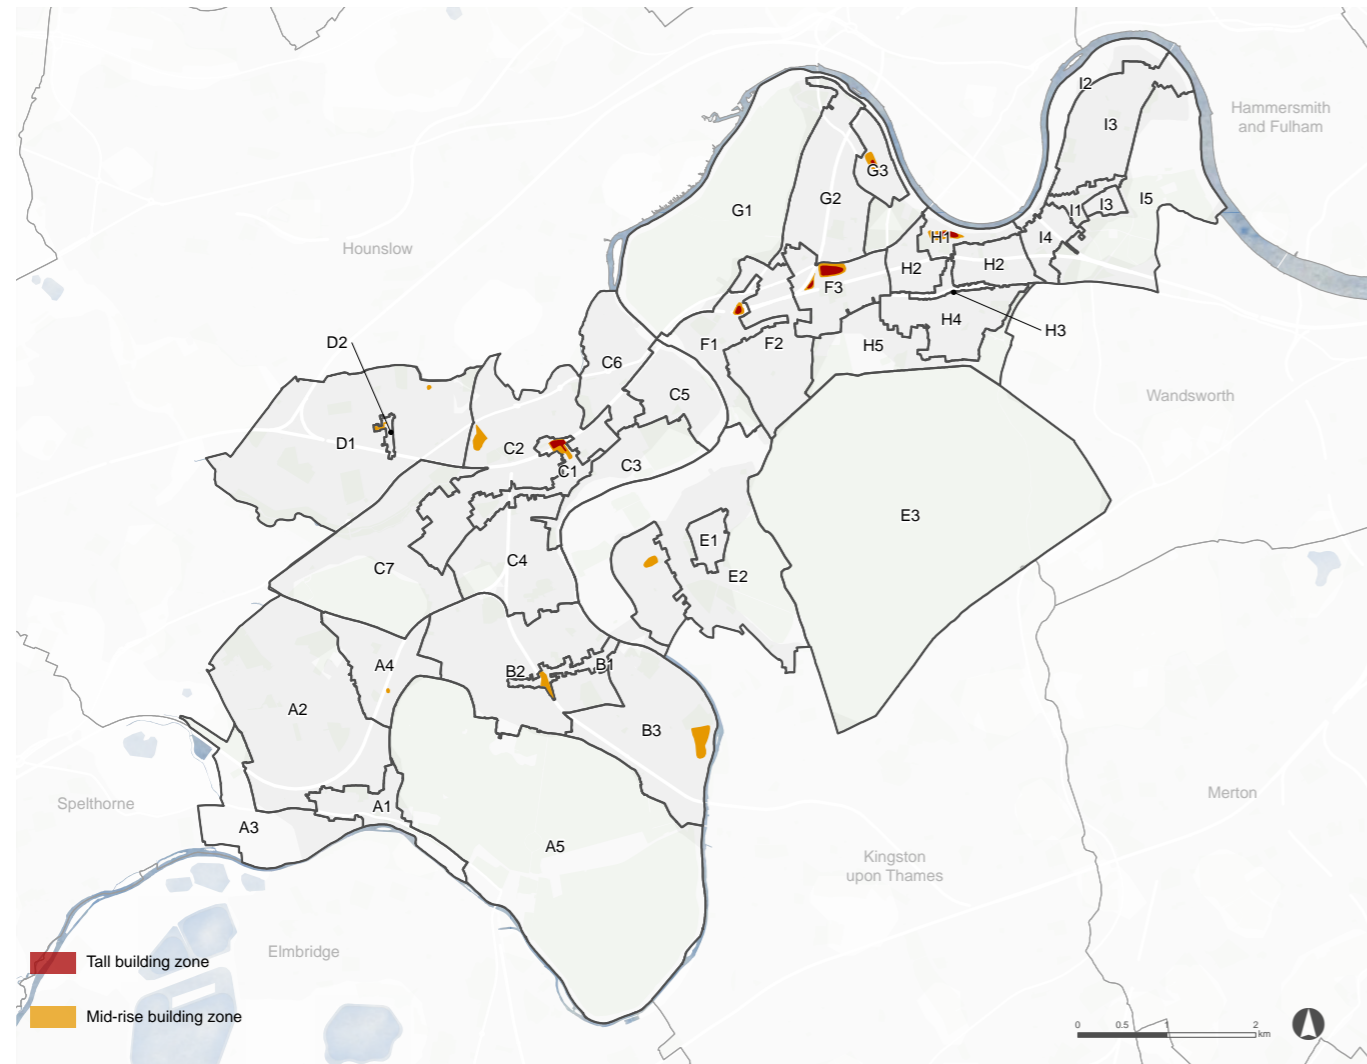 I2
Hammersmith
and Fulham
I3
G3
I5
I3
I1
G2
G1
H1
I4
Hounslow
H2
H2
F3
H4
H3
D2
F1
F2
H5
C6
C5
Wandsworth
D1
C2
C3
C1
E3
E1
C4
C7
E2
A4
B2
B1
A2
B3
Merton
Spelthorne
A1
A3
A5
Kingston
upon Thames
Elmbridge
Tall building zone
Mid-rise building zone
0 0.5 1 2
km